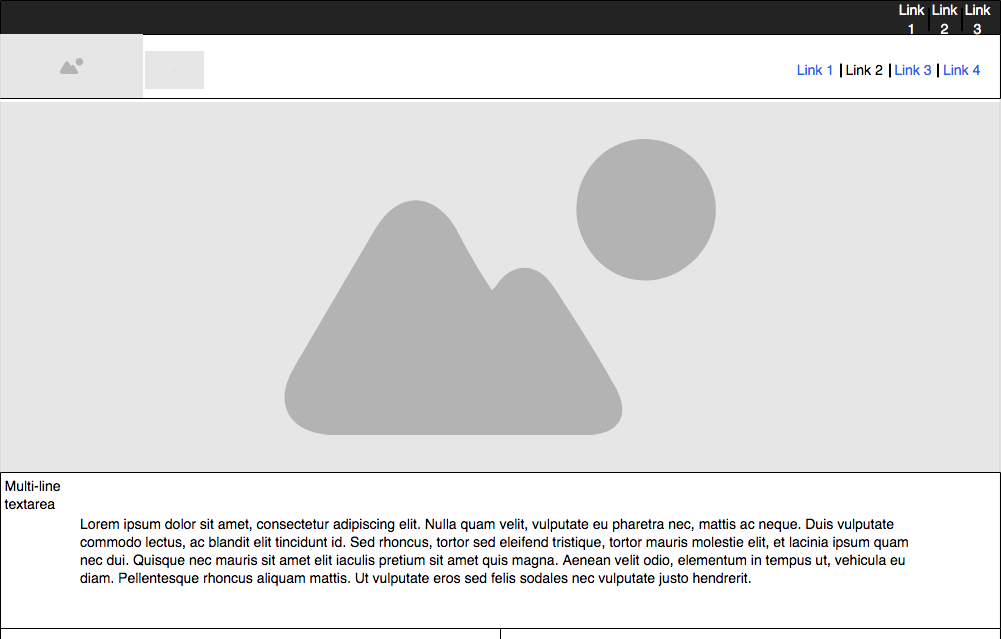 Link 1 Link 2 Link 3
Link 1 Link 2 Link 3 Link 4
Multi-line
textarea
Lorem ipsum dolor sit amet, consectetur adipiscing elit. Nulla quam velit, vulputate eu pharetra nec, mattis ac neque. Duis vulputate
commodo lectus, ac blandit elit tincidunt id. Sed rhoncus, tortor sed eleifend tristique, tortor mauris molestie elit, et lacinia ipsum quam
nec dui. Quisque nec mauris sit amet elit iaculis pretium sit amet quis magna. Aenean velit odio, elementum in tempus ut, vehicula eu
diam. Pellentesque rhoncus aliquam mattis. Ut vulputate eros sed felis sodales nec vulputate justo hendrerit.